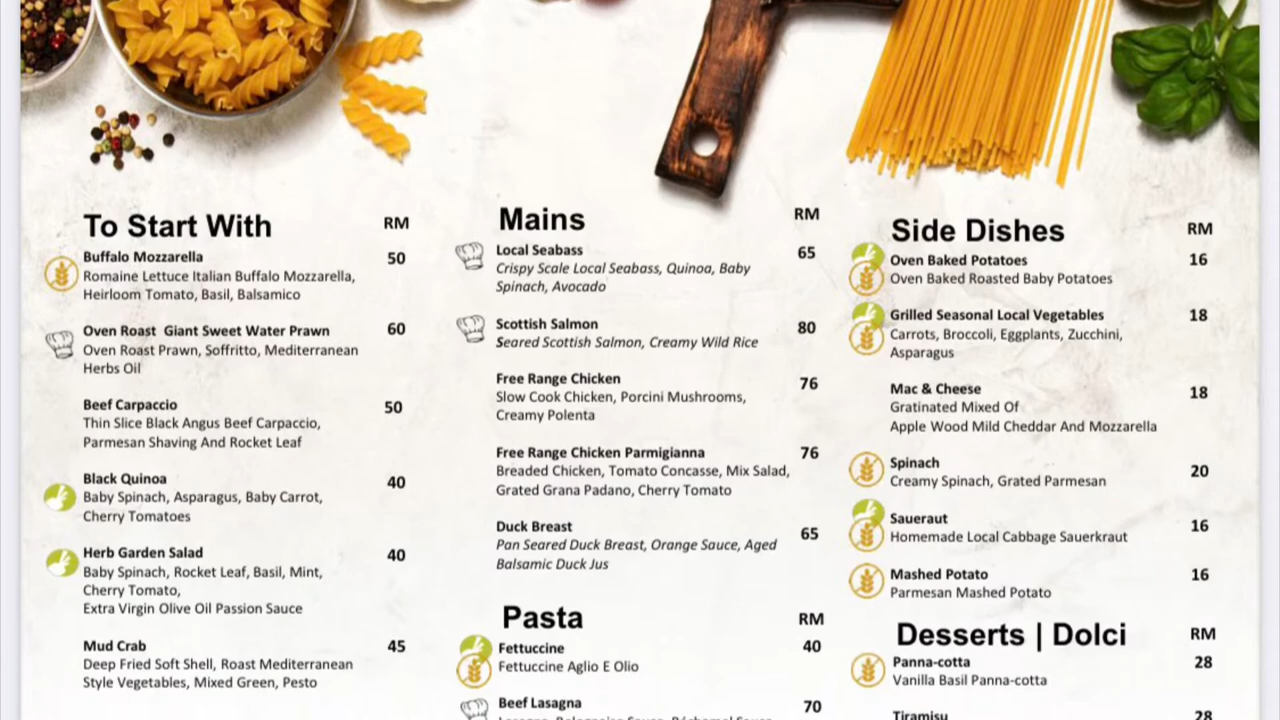 To Start With
RM
Buffalo Mozzarella
50
Romaine Lettuce Italian Buffalo Mozzarella,
Heirloom Tomato, Basil, Balsamico
Oven Roast Giant Sweet Water Prawn
60
Oven Roast Prawn, Soffritto, Mediterranean
Herbs Oil
Beef Carpaccio
50
Thin Slice Black Angus Beef Carpaccio,
Parmesan Shaving And Rocket Leaf
Black Quinoa
40
Baby Spinach, Asparagus, Baby Carrot,
Cherry Tomatoes
Herb Garden Salad
40
Baby Spinach, Rocket Leaf, Basil, Mint,
Cherry Tomato,
Extra Virgin Olive Oil Passion Sauce
Mud Crab
45
Deep Fried Soft Shell, Roast Mediterranean
Style Vegetables, Mixed Green, Pesto
Mains
RM
Local Seabass
65
Crispy Scale Local Seabass, Quinoa, Baby
Spinach, Avocado
Scottish Salmon
80
Seared Scottish Salmon, Creamy Wild Rice
Free Range Chicken
76
Slow Cook Chicken, Porcini Mushrooms,
Creamy Polenta
Free Range Chicken Parmigianna
76
Breaded Chicken, Tomato Concasse, Mix Salad,
Grated Grana Padano, Cherry Tomato
Duck Breast
65
Pan Seared Duck Breast, Orange Sauce, Aged
Balsamic Duck Jus
Pasta
RM
Fettuccine
40
Fettuccine Aglio E Olio
Beef Lasagna
70
Side Dishes
RM
Oven Baked Potatoes
16
Oven Baked Roasted Baby Potatoes
Grilled Seasonal Local Vegetables
18
Carrots, Broccoli, Eggplants, Zucchini,
Asparagus
Mac & Cheese
18
Gratinated Mixed Of
Apple Wood Mild Cheddar And Mozzarella
Spinach
20
Creamy Spinach, Grated Parmesan
Saueraut
16
Homemade Local Cabbage Sauerkraut
Mashed Potato
16
Parmesan Mashed Potato
Desserts | Dolci
RM
Panna-cotta
28
Vanilla Basil Panna-cotta
Tiramisu
28